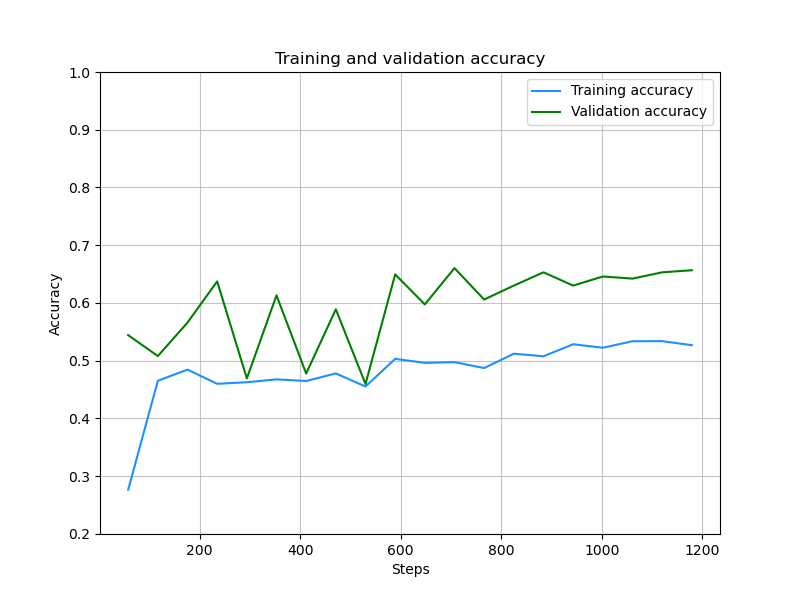 Training and validation accuracy
Training accuracy
Validation accuracy
1.0
0.9
0.8
0.7
0.6
0.5
0.4
0.3
0.2
Accuracy
200 400 600 800 1000 1200
Steps